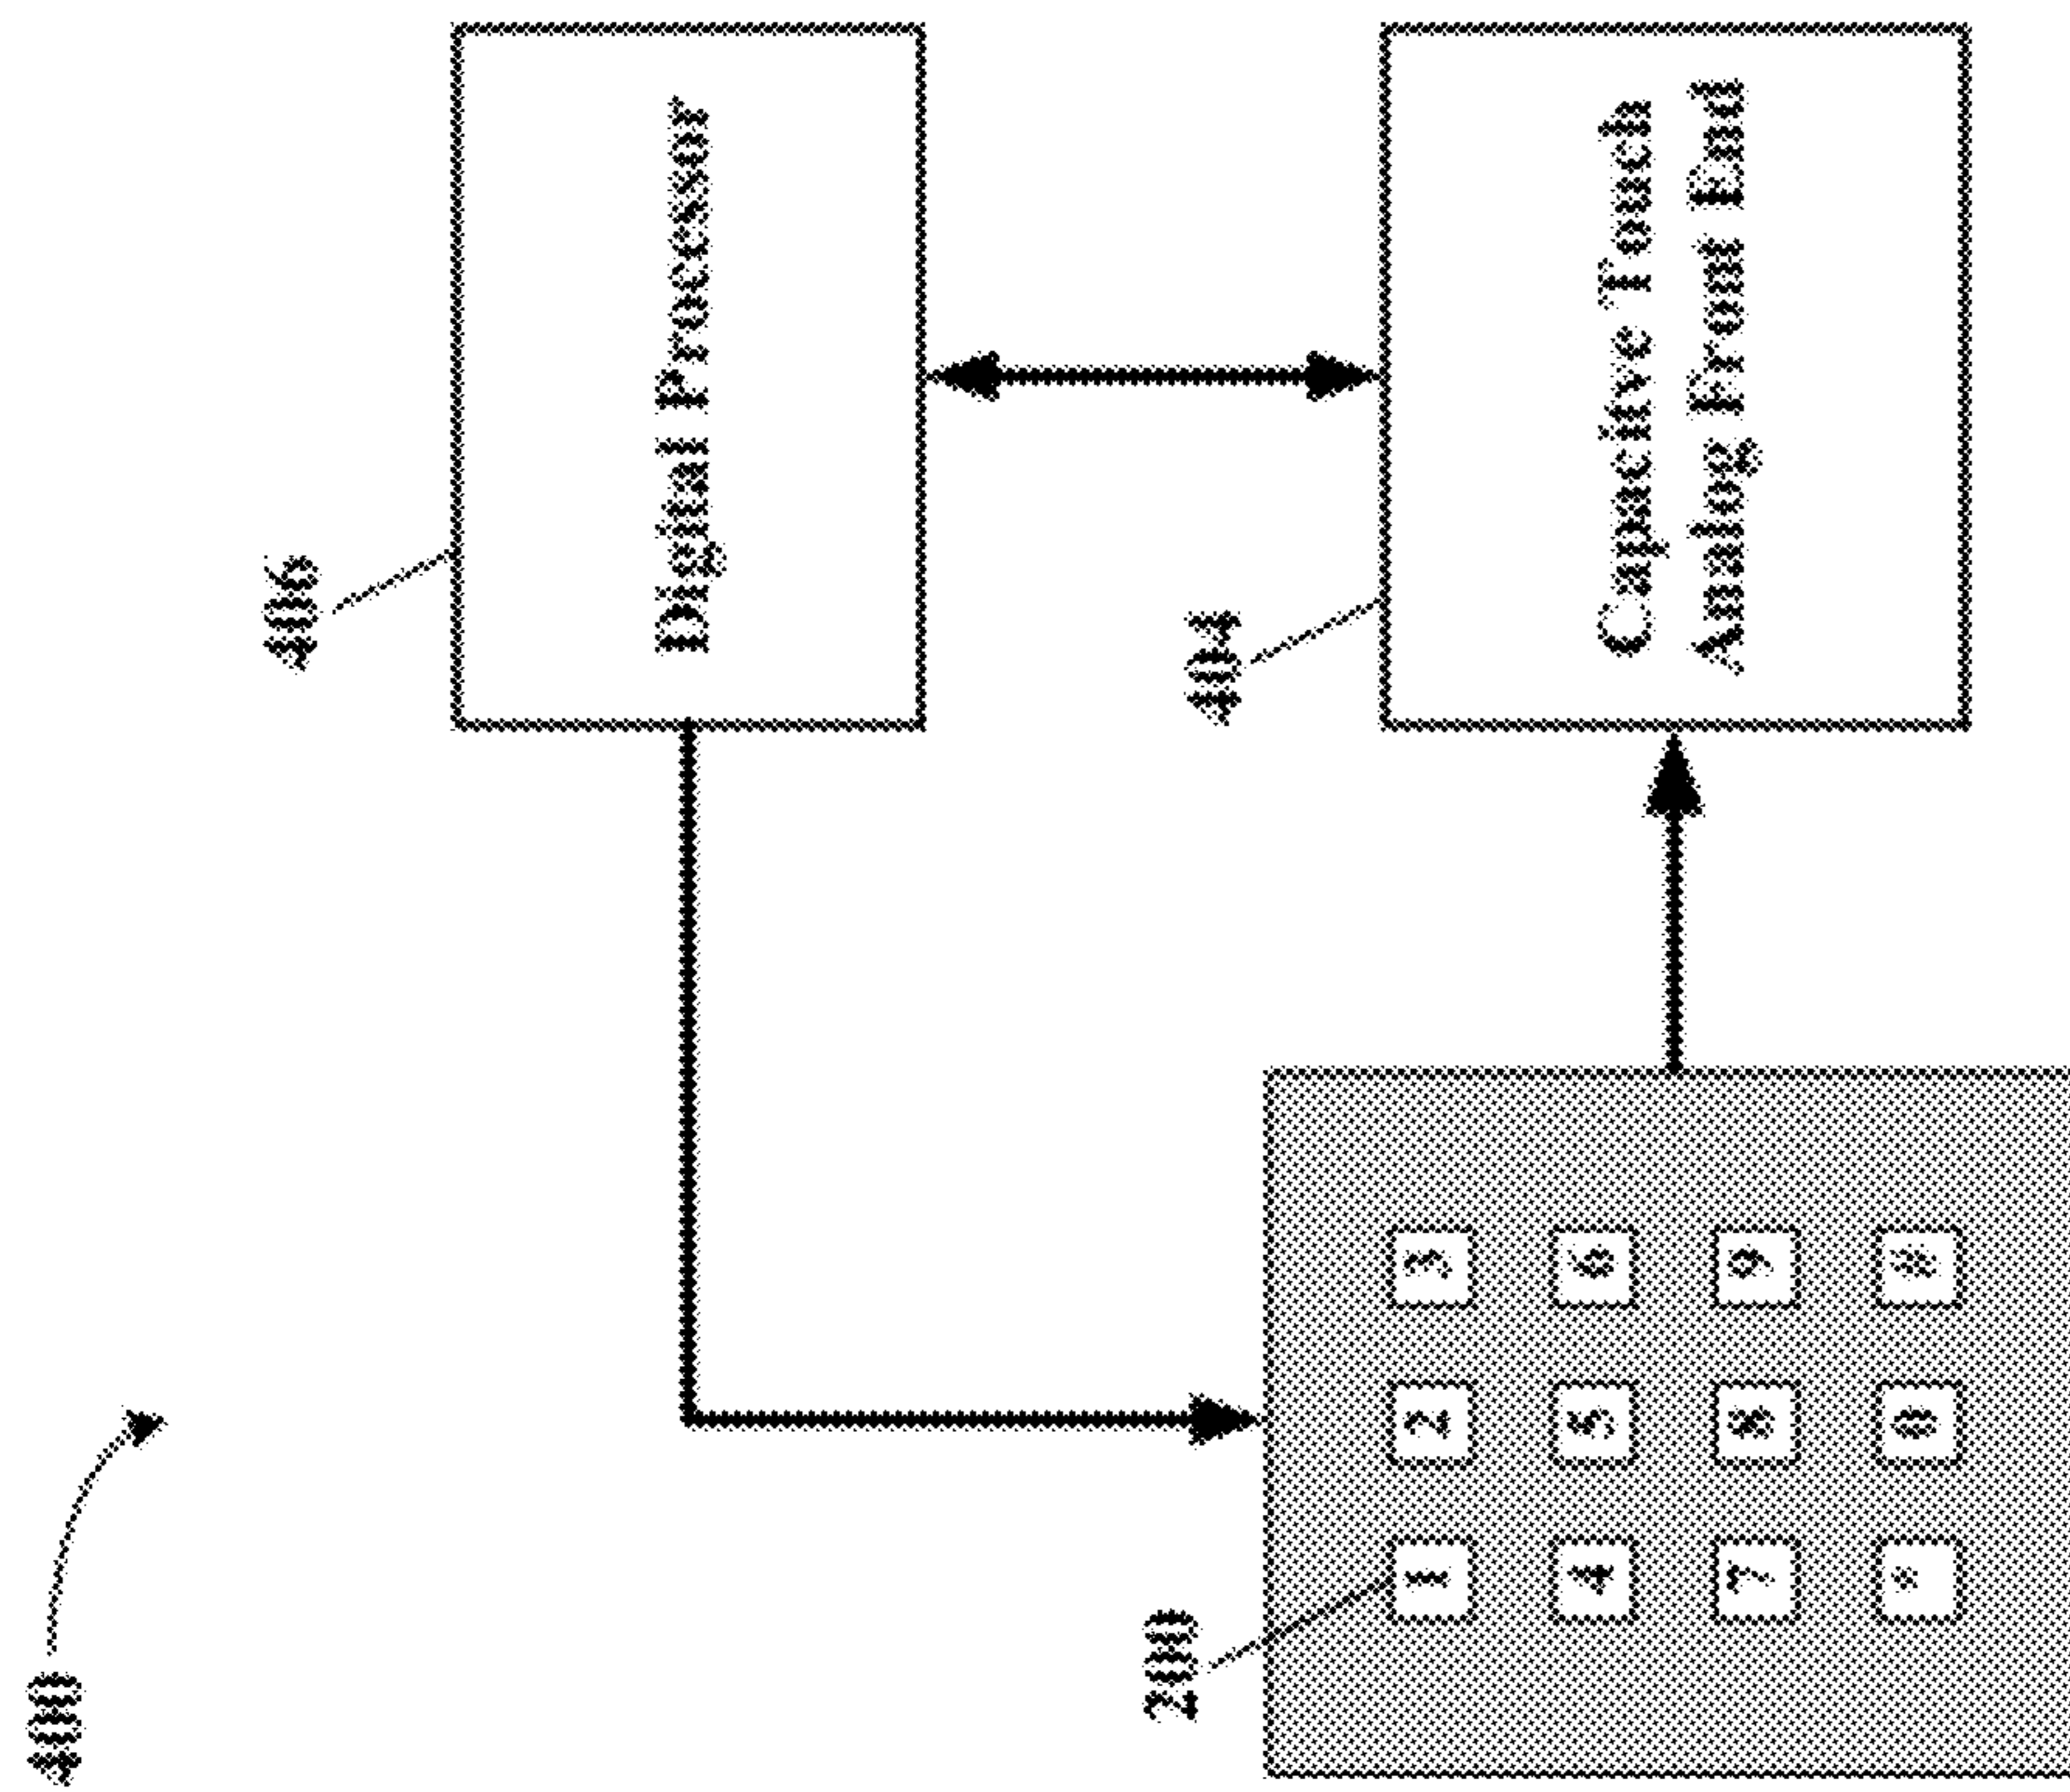 400
406
Digital Processor
404
Capacitive Touch
Analog Front End
200
1 2 3
4 5 6
7 8 9
* 0 #